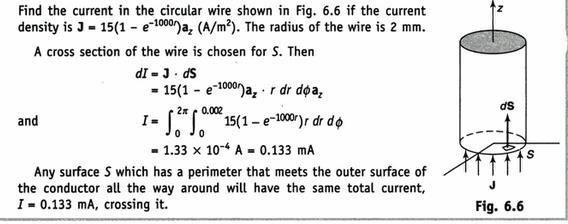 Find the current in the circular wire shown in Fig. 6.6 if the current
density is J = 15(1 − e⁻¹⁰⁰⁰ʳ)a_z (A/m²). The radius of the wire is 2 mm.
A cross section of the wire is chosen for S. Then
dI = J · dS
= 15(1 − e⁻¹⁰⁰⁰ʳ)a_z · r dr dϕa_z
and I = ∫₀^2π ∫₀^0.002 15(1 − e⁻¹⁰⁰⁰ʳ)r dr dϕ
= 1.33 × 10⁻⁴ A = 0.133 mA
Any surface S which has a perimeter that meets the outer surface of
the conductor all the way around will have the same total current,
I = 0.133 mA, crossing it.
z
dS
S
J
Fig. 6.6